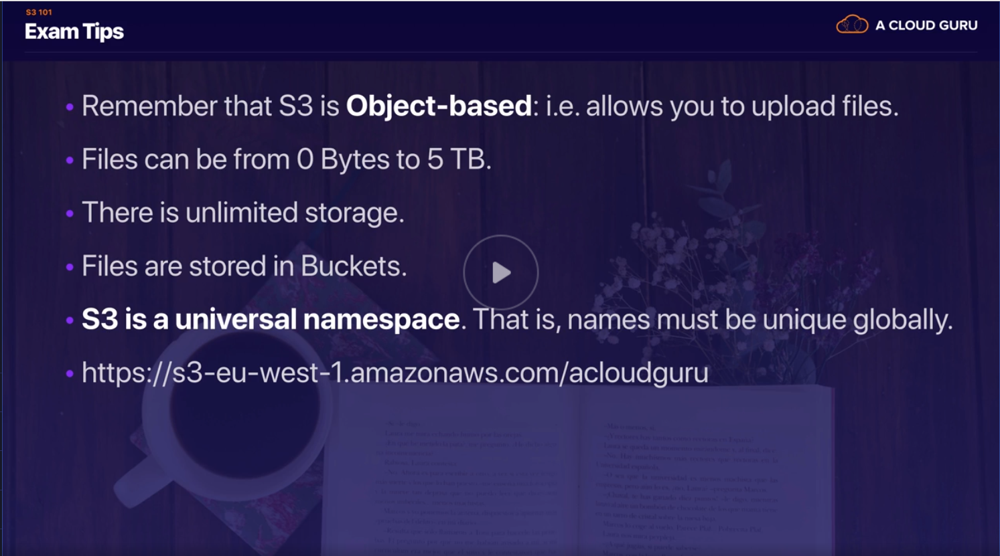 S3 101
Exam Tips
A CLOUD GURU
• Remember that S3 is Object-based: i.e. allows you to upload files.
• Files can be from 0 Bytes to 5 TB.
• There is unlimited storage.
• Files are stored in Buckets.
• S3 is a universal namespace. That is, names must be unique globally.
• https://s3-eu-west-1.amazonaws.com/acloudguru